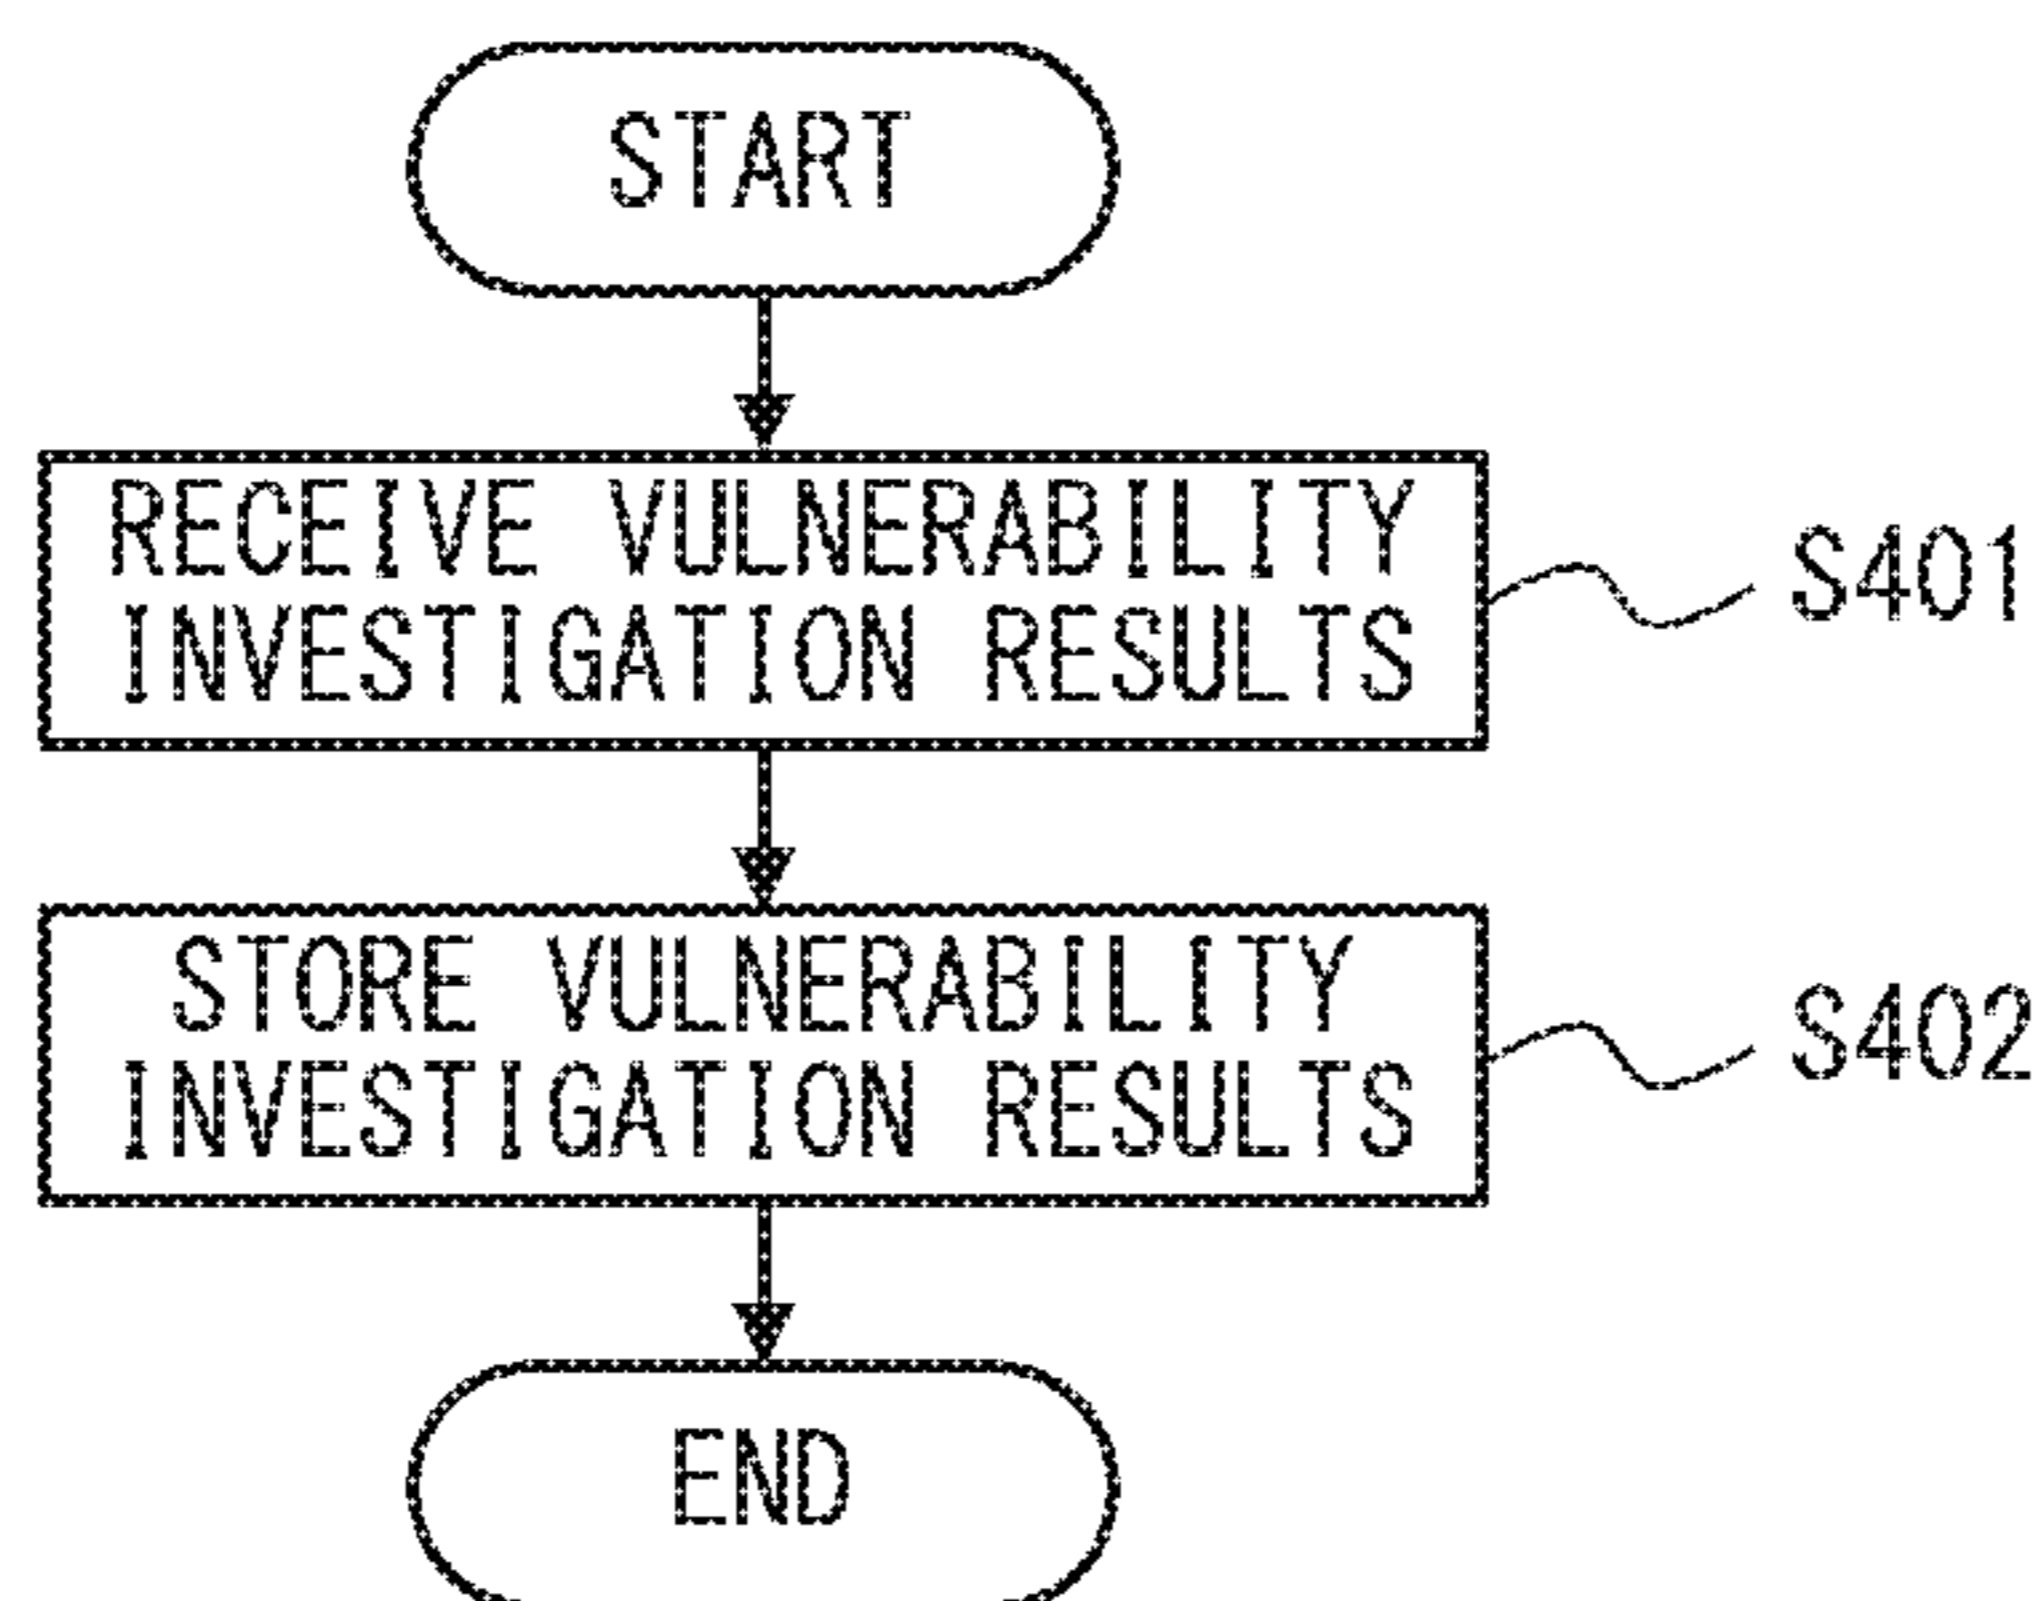 START
RECEIVE VULNERABILITY
INVESTIGATION RESULTS
S401
STORE VULNERABILITY
INVESTIGATION RESULTS
S402
END